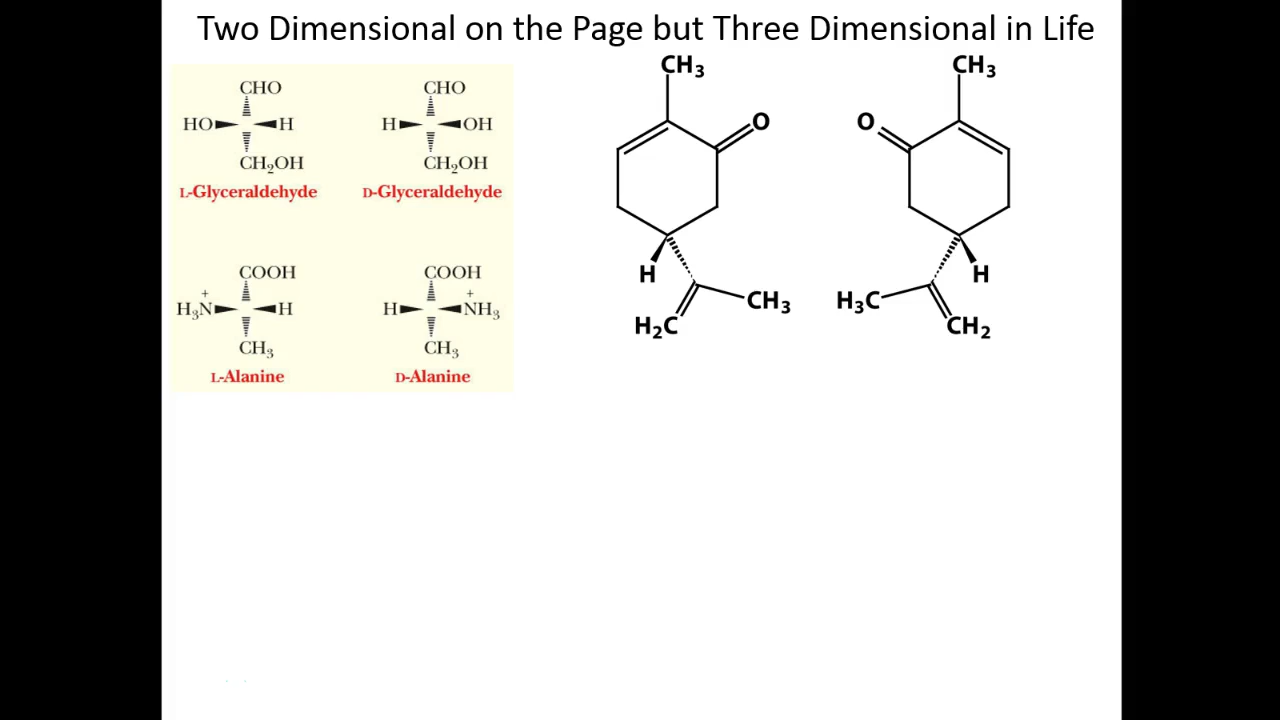 Two Dimensional on the Page but Three Dimensional in Life
CHO
HO H
CH₂OH
L-Glyceraldehyde
CHO
H OH
CH₂OH
D-Glyceraldehyde
COOH
+
H₃N H
CH₃
L-Alanine
COOH
+
H NH₃
CH₃
D-Alanine
CH₃
O
H
CH₃
H₂C
CH₃
O
H
H₃C
CH₂